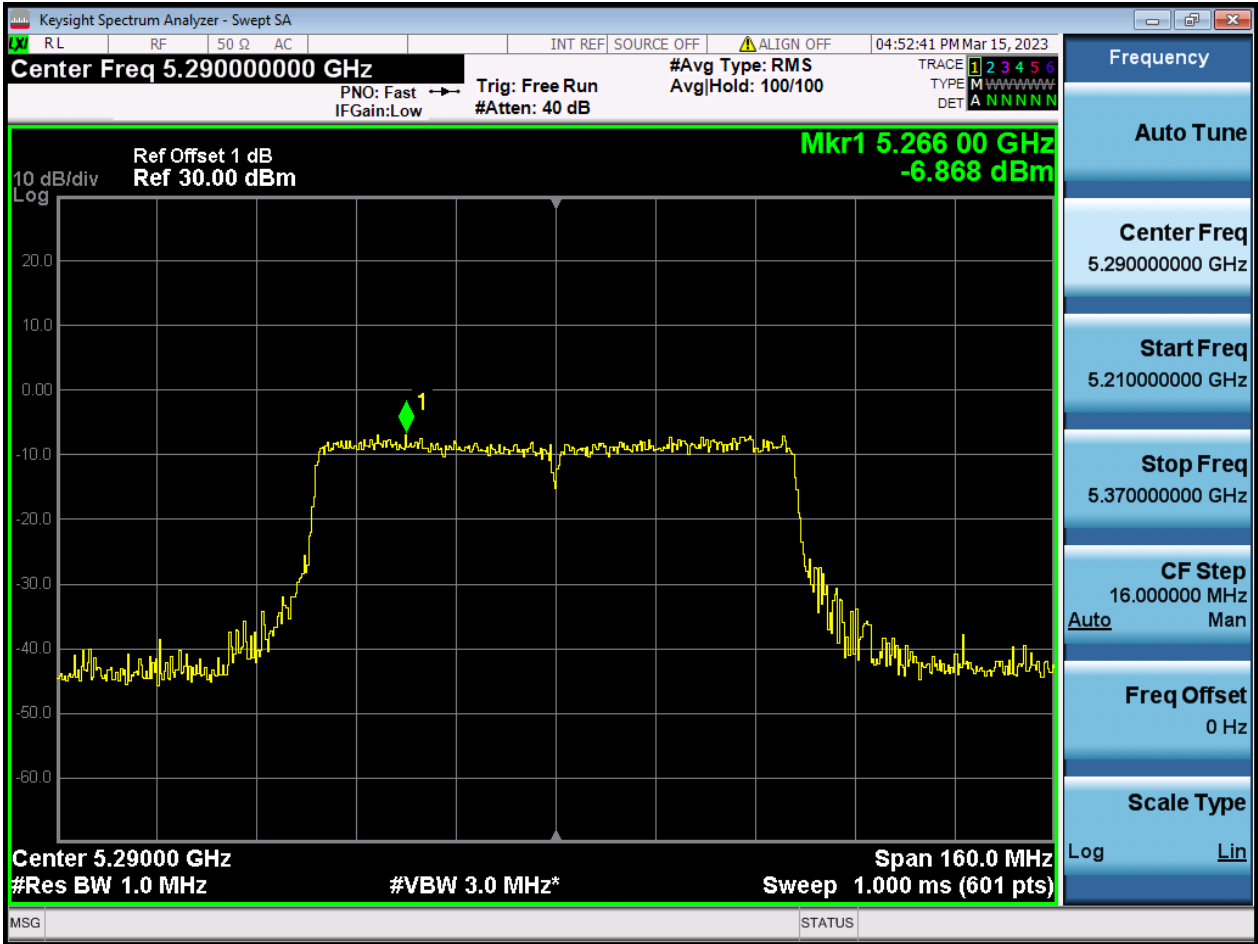 Keysight Spectrum Analyzer - Swept SA
LXI RL RF 50 Ω AC INT REF SOURCE OFF ALIGN OFF 04:52:41 PM Mar 15, 2023
Center Freq 5.290000000 GHz
PNO: Fast
IFGain:Low
Trig: Free Run
#Atten: 40 dB
#Avg Type: RMS
Avg|Hold: 100/100
TRACE 1 2 3 4 5 6
TYPE M W W W W W
DET A N N N N N
Mkr1 5.266 00 GHz
-6.868 dBm
Ref Offset 1 dB
10 dB/div Ref 30.00 dBm
Log
20.0
10.0
0.00
-10.0
-20.0
-30.0
-40.0
-50.0
-60.0
1
Center 5.29000 GHz Span 160.0 MHz
#Res BW 1.0 MHz #VBW 3.0 MHz* Sweep 1.000 ms (601 pts)
MSG STATUS
Frequency
Auto Tune
Center Freq
5.290000000 GHz
Start Freq
5.210000000 GHz
Stop Freq
5.370000000 GHz
CF Step
16.000000 MHz
Auto Man
Freq Offset
0 Hz
Scale Type
Log Lin